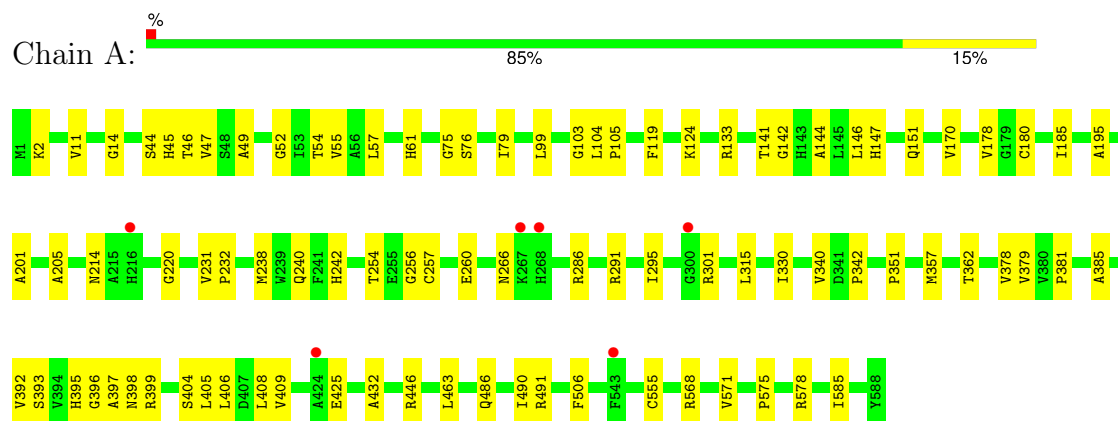 %
Chain A:
85% 15%
M1 K2 V11 G14 S44 H45 T46 V47 S48 A49 G52 I53 T54 V55 A56 L57 H61 G75 S76 I79 L99 G103 L104 P105 F119 K124 R133 T141 G142 H143 A144 L145 L146 H147 Q151 V170 V178 G179 C180 I185 A195
A201 A205 N214 A215 H216 G220 V231 P232 M238 W239 Q240 F241 H242 T254 E255 G256 C257 E260 N266 K267 H268 R286 R291 I295 G300 R301 L315 I330 V340 D341 P342 P351 M357 T362 V378 V379 V380 P381 A385
V392 S393 V394 H395 G396 A397 N398 R399 S404 L405 L406 D407 L408 V409 A424 E425 A432 R446 L463 Q486 I490 R491 F506 F543 C555 R568 V571 P575 R578 I585 Y588